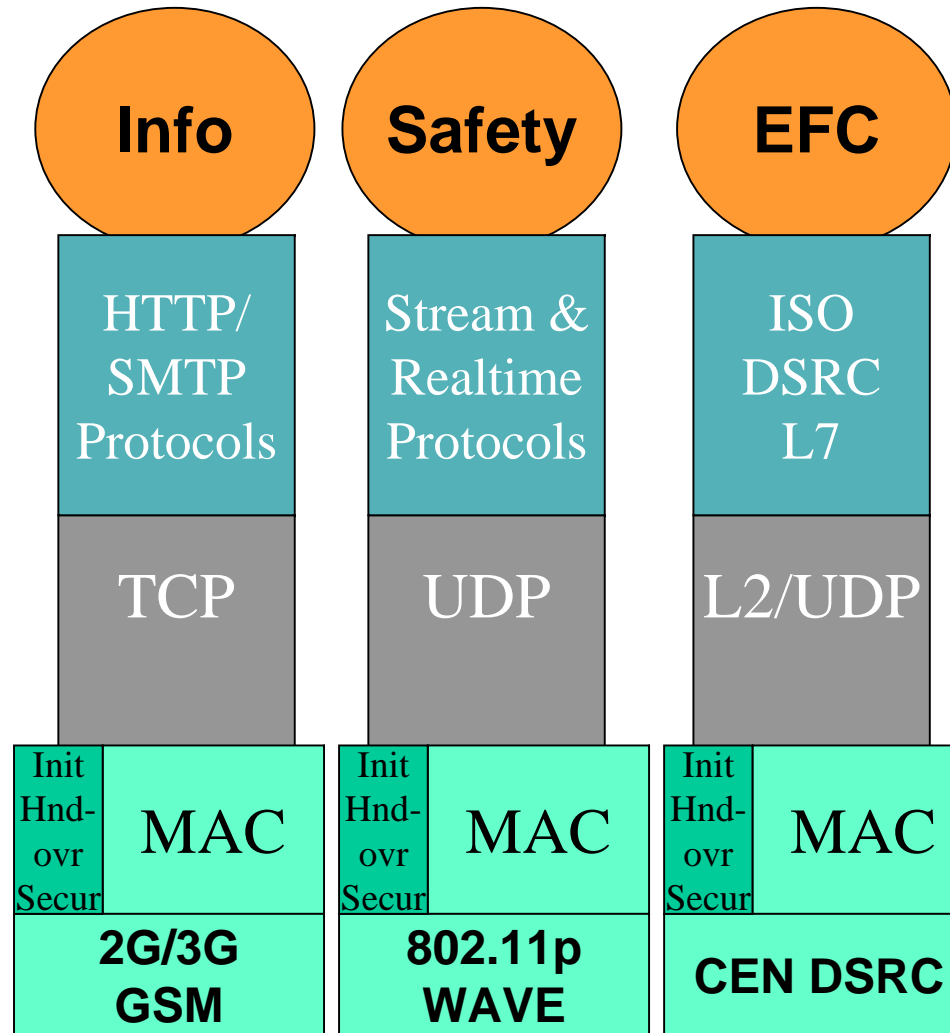 Info
Safety
EFC
HTTP/
SMTP
Protocols
Stream &
Realtime
Protocols
ISO
DSRC
L7
TCP
UDP
L2/UDP
Init
Hnd-
ovr
Secur
MAC
Init
Hnd-
ovr
Secur
MAC
Init
Hnd-
ovr
Secur
MAC
2G/3G
GSM
802.11p
WAVE
CEN DSRC